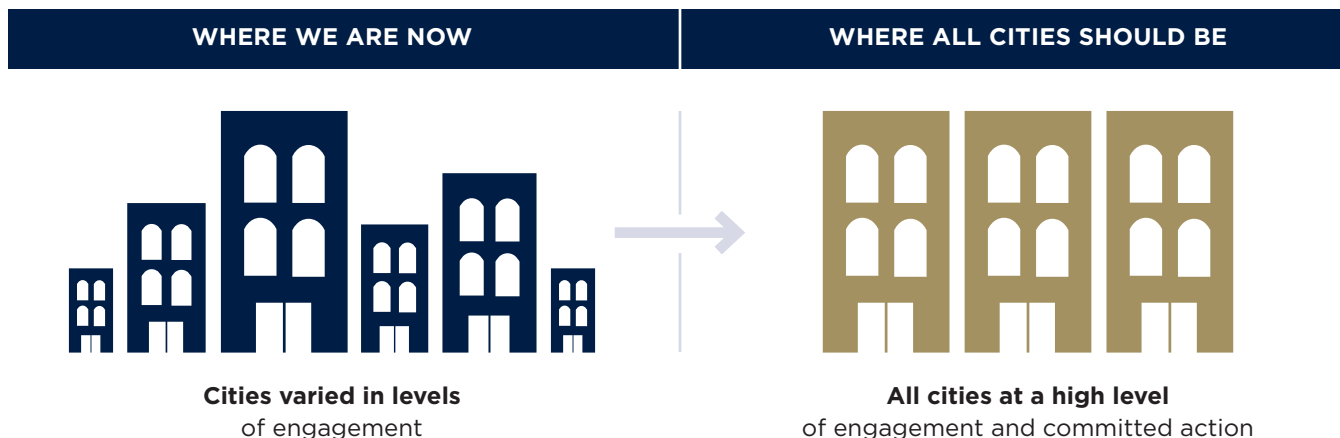 WHERE WE ARE NOW
WHERE ALL CITIES SHOULD BE
Cities varied in levels
of engagement
All cities at a high level
of engagement and committed action